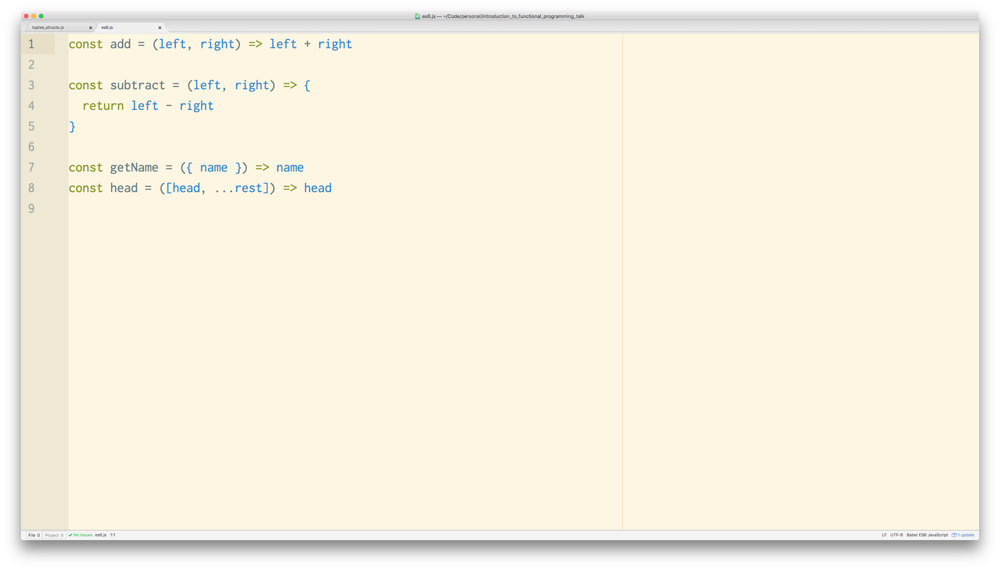 es6.js — ~/Code/personal/introduction_to_functional_programming_talk
tuples_structs.js es6.js
1 const add = (left, right) => left + right
2
3 const subtract = (left, right) => {
4   return left - right
5 }
6
7 const getName = ({ name }) => name
8 const head = ([head, ...rest]) => head
9
File 0 Project 0 No Issues es6.js 1:1 LF UTF-8 Babel ES6 JavaScript 1 update